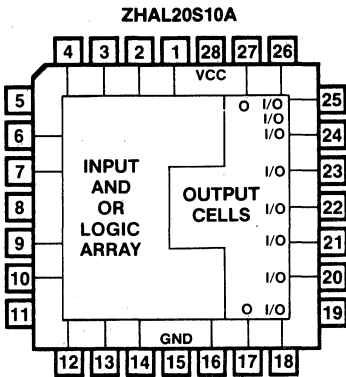 ZHAL20S10A
4 3 2 1 28 27 26
VCC
5 O I/O 25
I/O
6 I/O 24
7 INPUT I/O 23
AND
8 OR OUTPUT I/O 22
LOGIC CELLS
9 ARRAY I/O 21
10 I/O 20
11 O I/O 19
GND
12 13 14 15 16 17 18